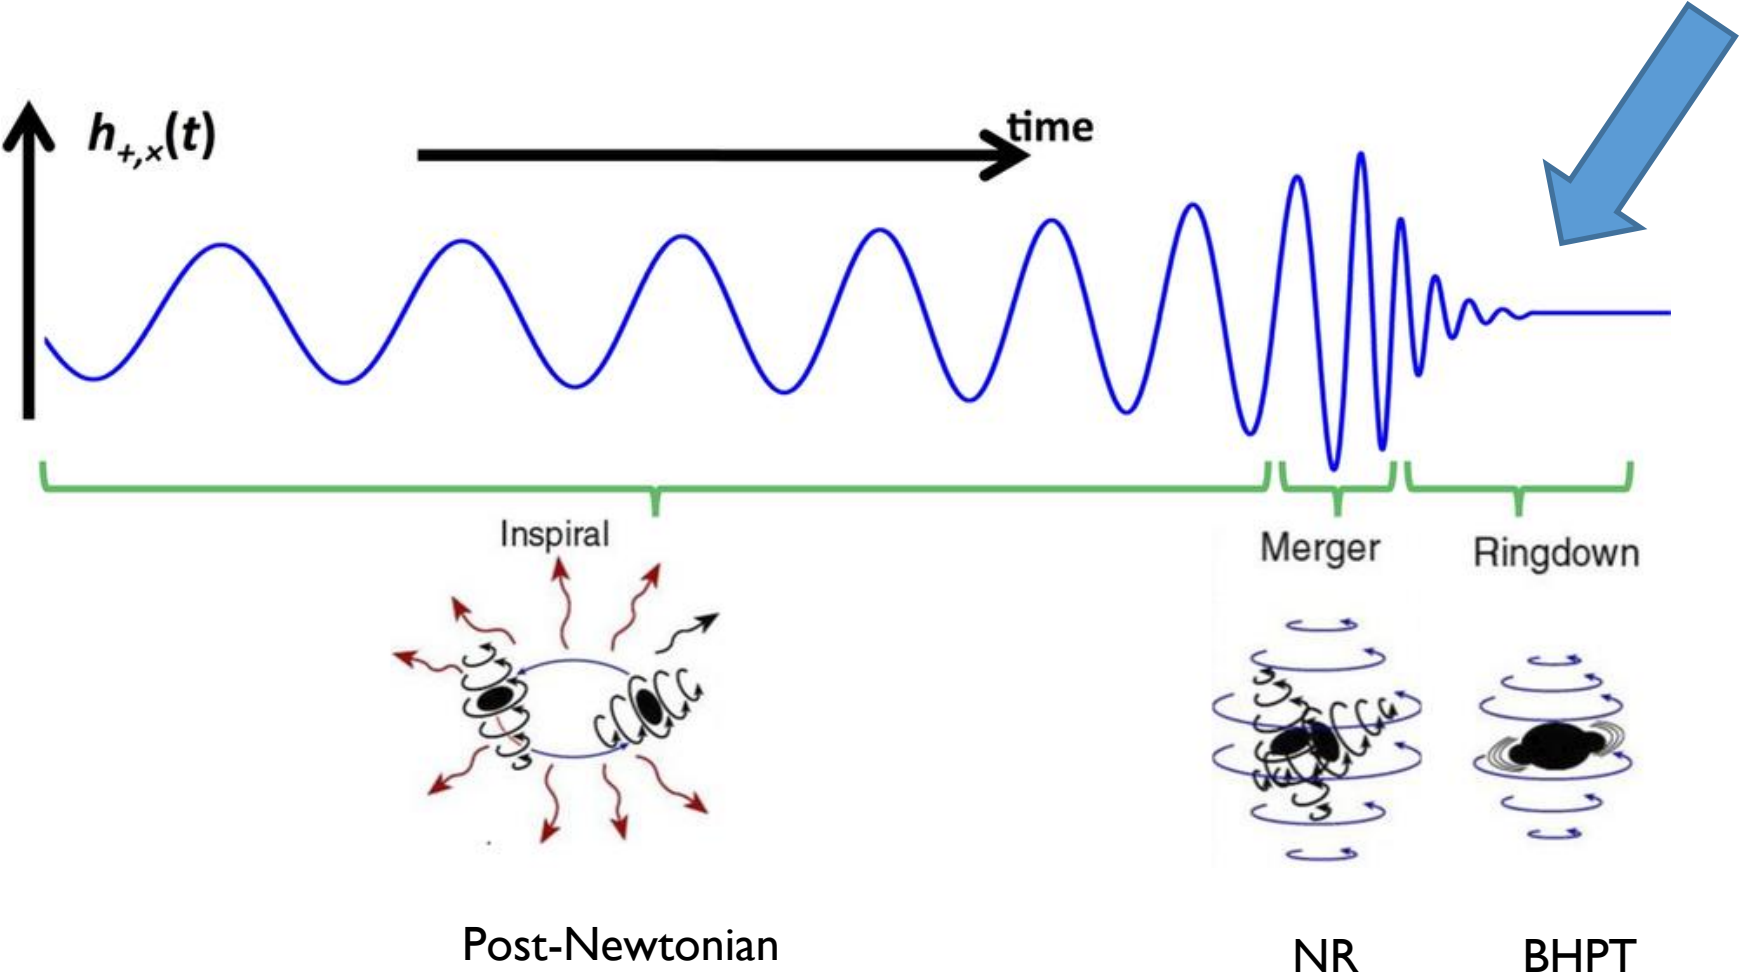 h+,×(t)
time
Inspiral
Merger
Ringdown
Post-Newtonian
NR
BHPT